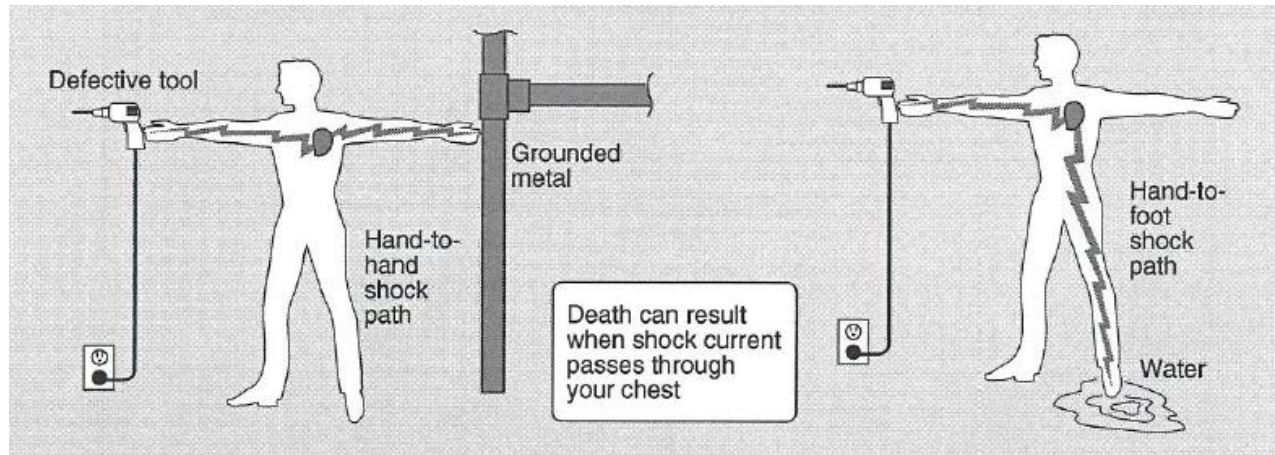 Defective tool
Grounded
metal
Hand-to-
hand
shock
path
Death can result
when shock current
passes through
your chest
Hand-to-
foot
shock
path
Water